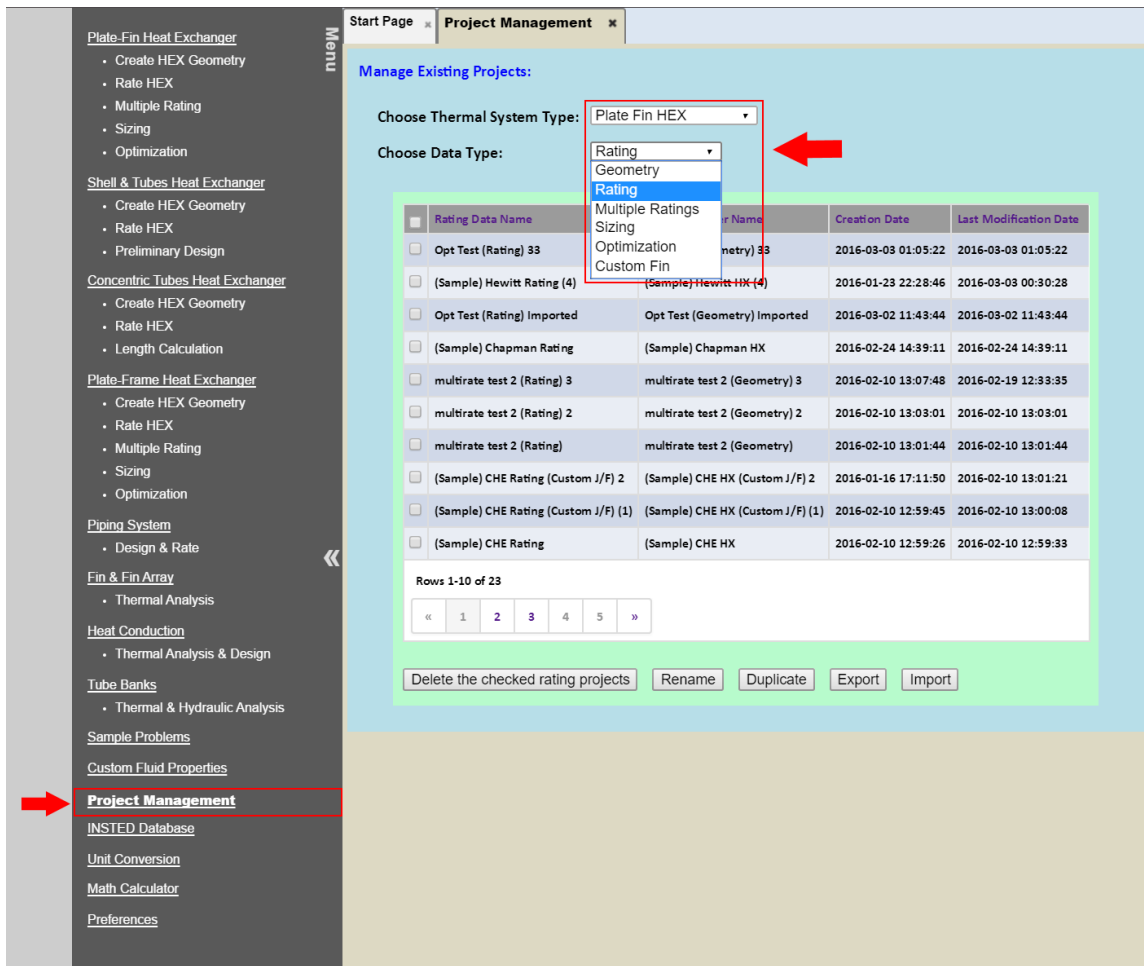 Menu
Plate-Fin Heat Exchanger
• Create HEX Geometry
• Rate HEX
• Multiple Rating
• Sizing
• Optimization
Shell & Tubes Heat Exchanger
• Create HEX Geometry
• Rate HEX
• Preliminary Design
Concentric Tubes Heat Exchanger
• Create HEX Geometry
• Rate HEX
• Length Calculation
Plate-Frame Heat Exchanger
• Create HEX Geometry
• Rate HEX
• Multiple Rating
• Sizing
• Optimization
Piping System
• Design & Rate
«
Fin & Fin Array
• Thermal Analysis
Heat Conduction
• Thermal Analysis & Design
Tube Banks
• Thermal & Hydraulic Analysis
Sample Problems
Custom Fluid Properties
Project Management
INSTED Database
Unit Conversion
Math Calculator
Preferences
Start Page x Project Management x
Manage Existing Projects:
Choose Thermal System Type: Plate Fin HEX
Choose Data Type: Rating
Geometry
Rating
Multiple Ratings
Sizing
Optimization
Custom Fin
Rating Data Name r Name Creation Date Last Modification Date
Opt Test (Rating) 33 metry) 33 2016-03-03 01:05:22 2016-03-03 01:05:22
(Sample) Hewitt Rating (4) (Sample) Hewitt HX (4) 2016-01-23 22:28:46 2016-03-03 00:30:28
Opt Test (Rating) Imported Opt Test (Geometry) Imported 2016-03-02 11:43:44 2016-03-02 11:43:44
(Sample) Chapman Rating (Sample) Chapman HX 2016-02-24 14:39:11 2016-02-24 14:39:11
multirate test 2 (Rating) 3 multirate test 2 (Geometry) 3 2016-02-10 13:07:48 2016-02-19 12:33:35
multirate test 2 (Rating) 2 multirate test 2 (Geometry) 2 2016-02-10 13:03:01 2016-02-10 13:03:01
multirate test 2 (Rating) multirate test 2 (Geometry) 2016-02-10 13:01:44 2016-02-10 13:01:44
(Sample) CHE Rating (Custom J/F) 2 (Sample) CHE HX (Custom J/F) 2 2016-01-16 17:11:50 2016-02-10 13:01:21
(Sample) CHE Rating (Custom J/F) (1) (Sample) CHE HX (Custom J/F) (1) 2016-02-10 12:59:45 2016-02-10 13:00:08
(Sample) CHE Rating (Sample) CHE HX 2016-02-10 12:59:26 2016-02-10 12:59:33
Rows 1-10 of 23
« 1 2 3 4 5 »
Delete the checked rating projects Rename Duplicate Export Import